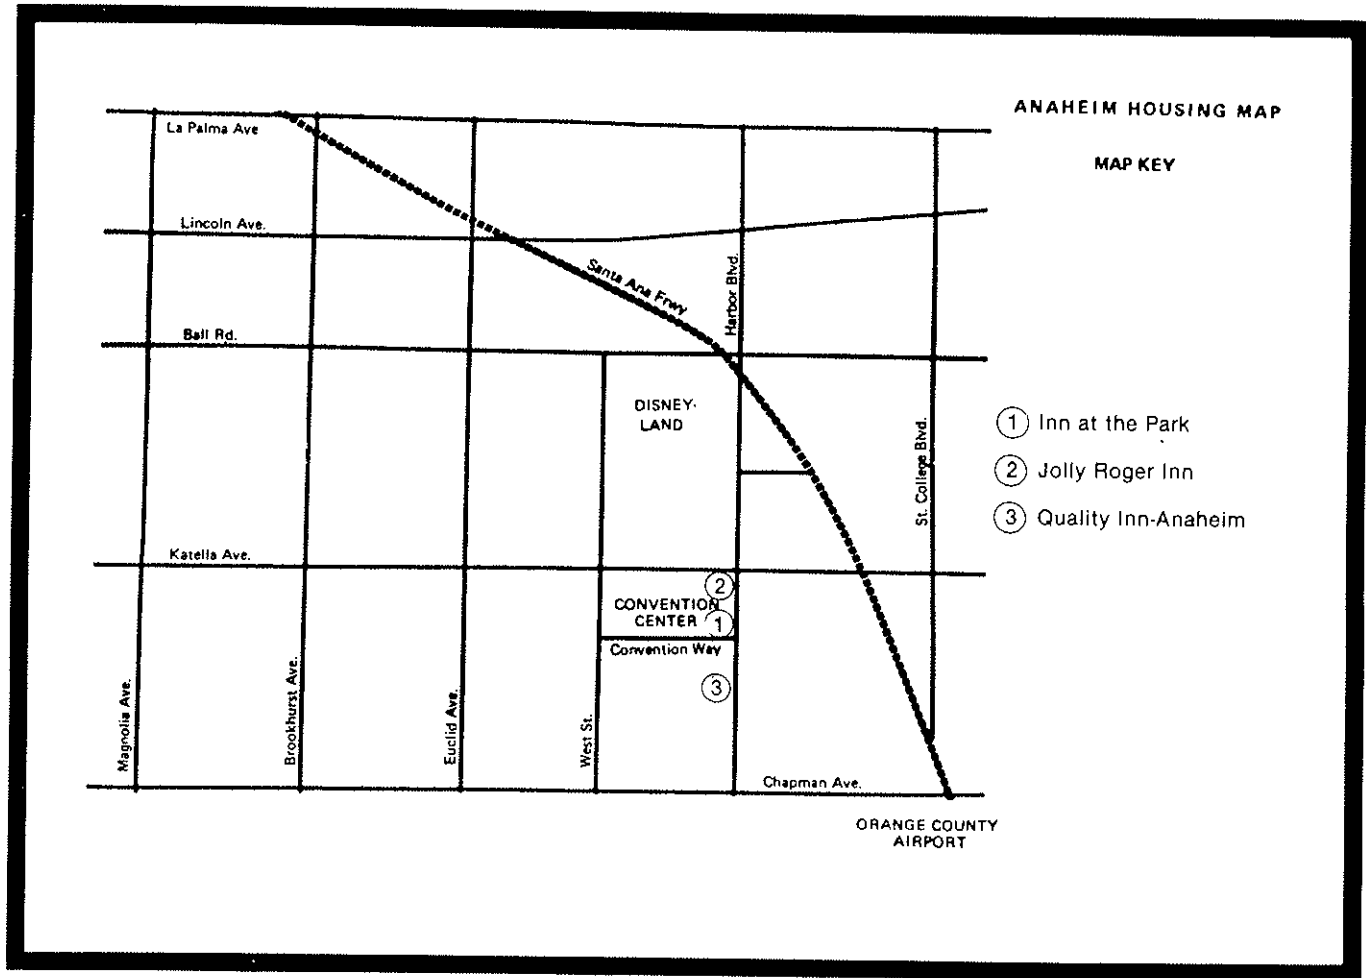 ANAHEIM HOUSING MAP
MAP KEY
La Palma Ave
Lincoln Ave.
Santa Ana Frwy
Harbor Blvd.
Ball Rd.
DISNEY-
LAND
St. College Blvd.
1 Inn at the Park
2 Jolly Roger Inn
3 Quality Inn-Anaheim
Katella Ave.
2
CONVENTION
CENTER 1
Convention Way
3
Magnolia Ave.
Brookhurst Ave.
Euclid Ave.
West St.
Chapman Ave.
ORANGE COUNTY
AIRPORT